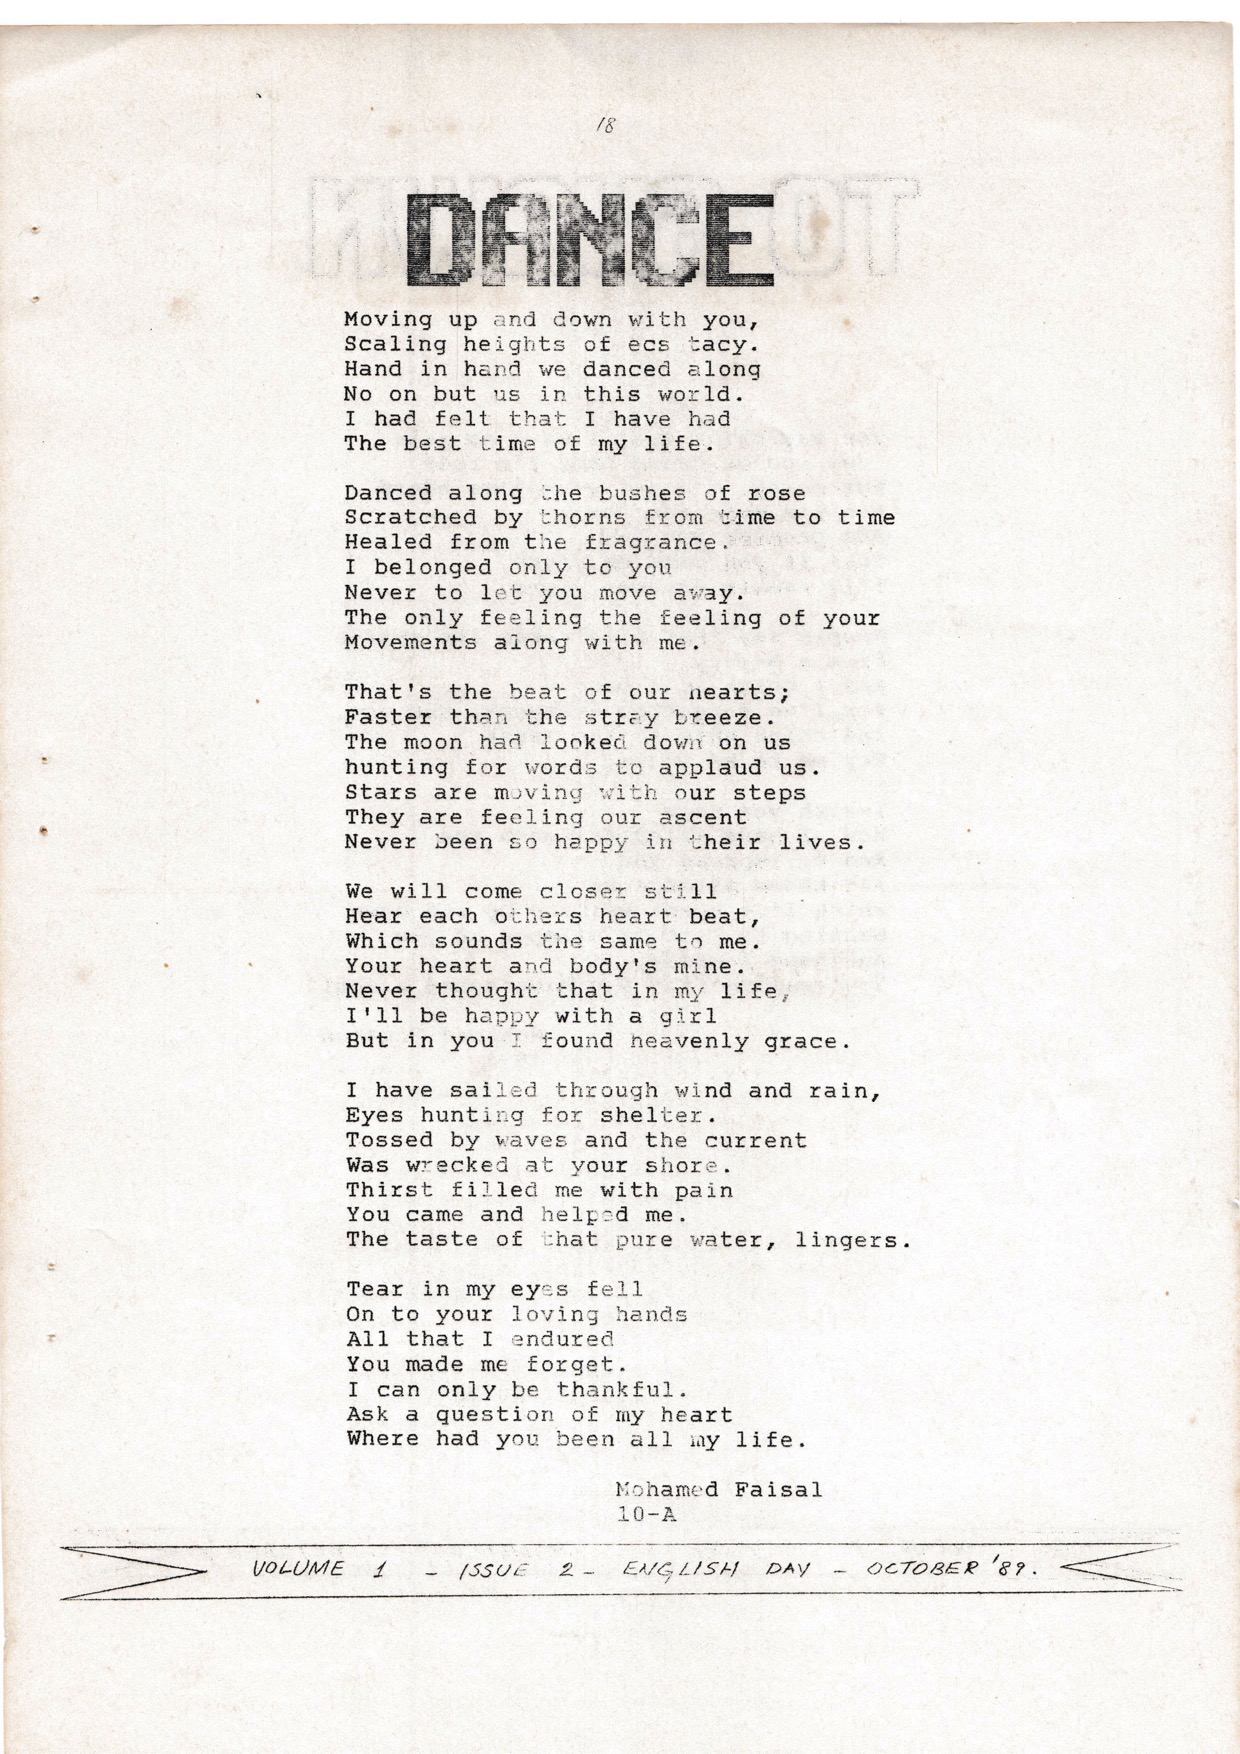 18
DANCE
Moving up and down with you,
Scaling heights of ecs tacy.
Hand in hand we danced along
No on but us in this world.
I had felt that I have had
The best time of my life.
Danced along the bushes of rose
Scratched by thorns from time to time
Healed from the fragrance.
I belonged only to you
Never to let you move away.
The only feeling the feeling of your
Movements along with me.
That's the beat of our hearts;
Faster than the stray breeze.
The moon had looked down on us
hunting for words to applaud us.
Stars are moving with our steps
They are feeling our ascent
Never been so happy in their lives.
We will come closer still
Hear each others heart beat,
Which sounds the same to me.
Your heart and body's mine.
Never thought that in my life,
I'll be happy with a girl
But in you I found heavenly grace.
I have sailed through wind and rain,
Eyes hunting for shelter.
Tossed by waves and the current
Was wrecked at your shore.
Thirst filled me with pain
You came and helped me.
The taste of that pure water, lingers.
Tear in my eyes fell
On to your loving hands
All that I endured
You made me forget.
I can only be thankful.
Ask a question of my heart
Where had you been all my life.
Mohamed Faisal
10-A
VOLUME 1 - ISSUE 2 - ENGLISH DAY - OCTOBER '89.